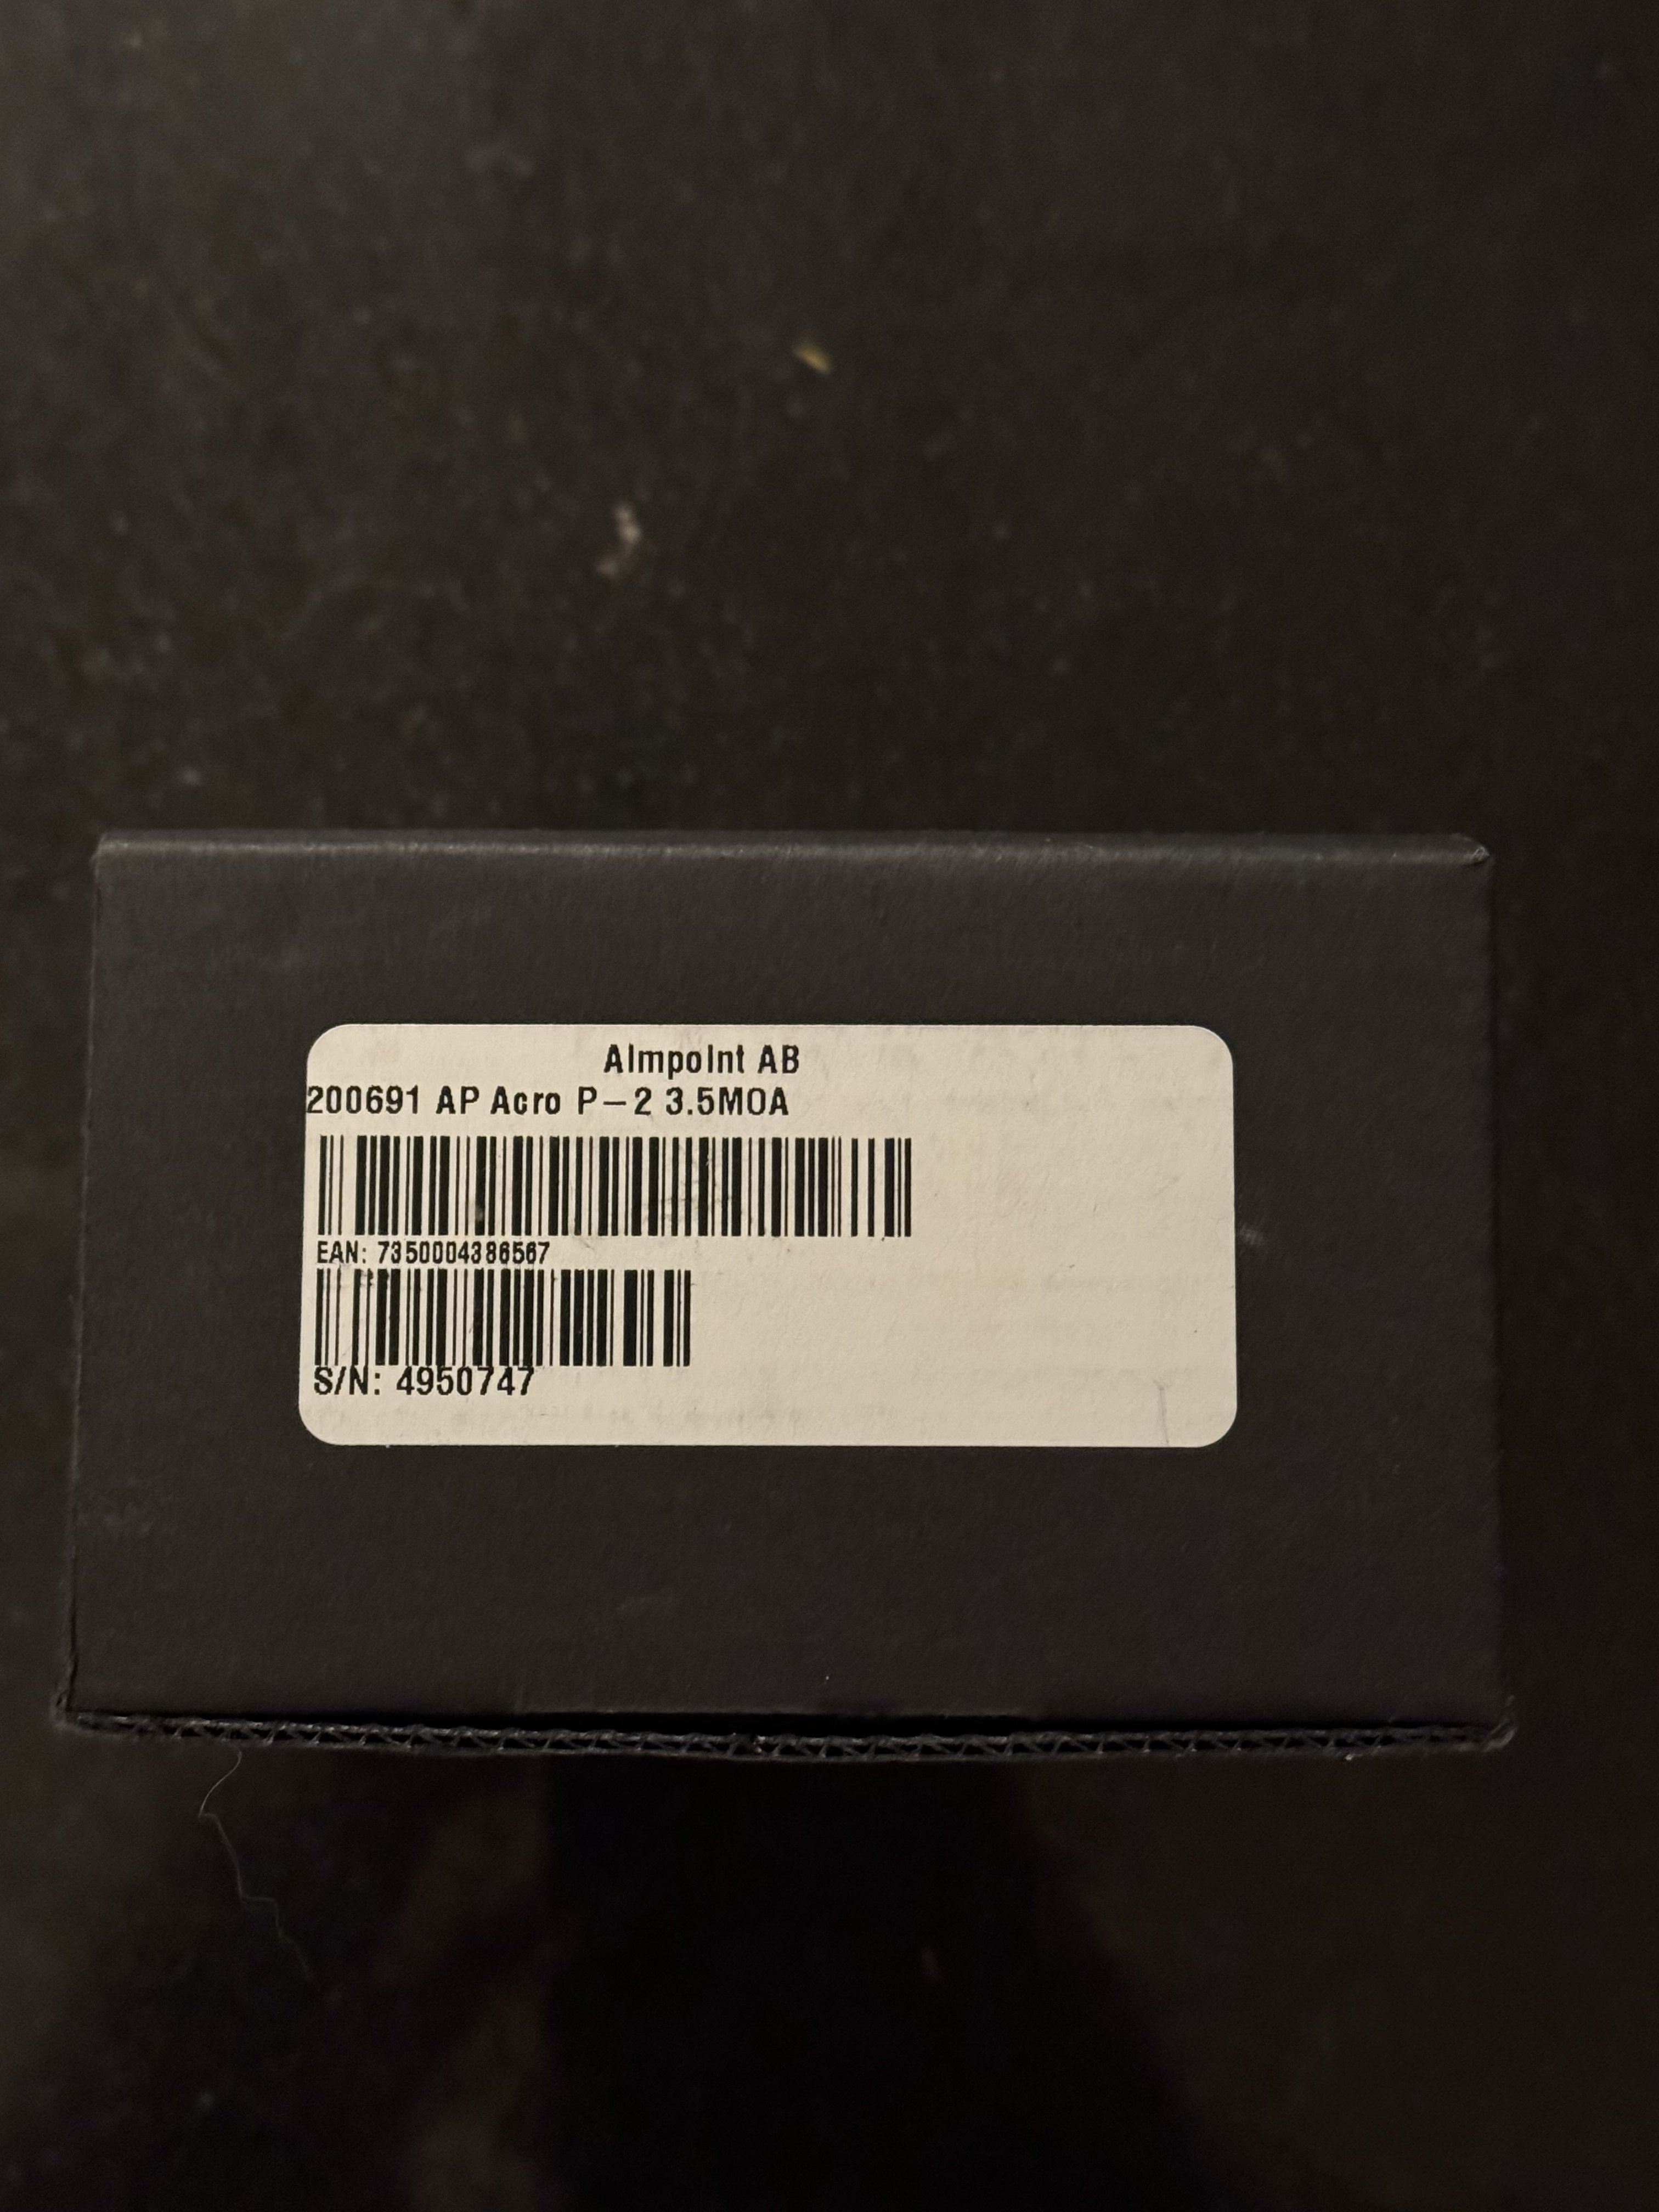 Aimpoint AB
200691 AP Acro P-2 3.5MOA
EAN: 7350004386567
S/N: 4950747